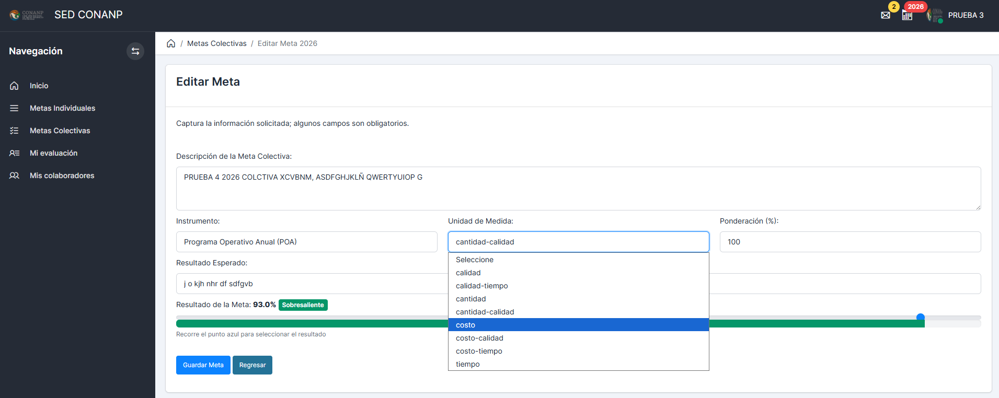 CONANP
SED CONANP
2
2026
PRUEBA 3
Navegación
Inicio
Metas Individuales
Metas Colectivas
Mi evaluación
Mis colaboradores
/ Metas Colectivas / Editar Meta 2026
Editar Meta
Captura la información solicitada; algunos campos son obligatorios.
Descripción de la Meta Colectiva:
PRUEBA 4 2026 COLCTIVA XCVBNM, ASDFGHJKLÑ QWERTYUIOP G
Instrumento:
Unidad de Medida:
Ponderación (%):
Programa Operativo Anual (POA)
cantidad-calidad
100
Seleccione
calidad
calidad-tiempo
cantidad
cantidad-calidad
costo
costo-calidad
costo-tiempo
tiempo
Resultado Esperado:
j o kjh nhr df sdfgvb
Resultado de la Meta: 93.0% Sobresaliente
Recorre el punto azul para seleccionar el resultado
Guardar Meta
Regresar